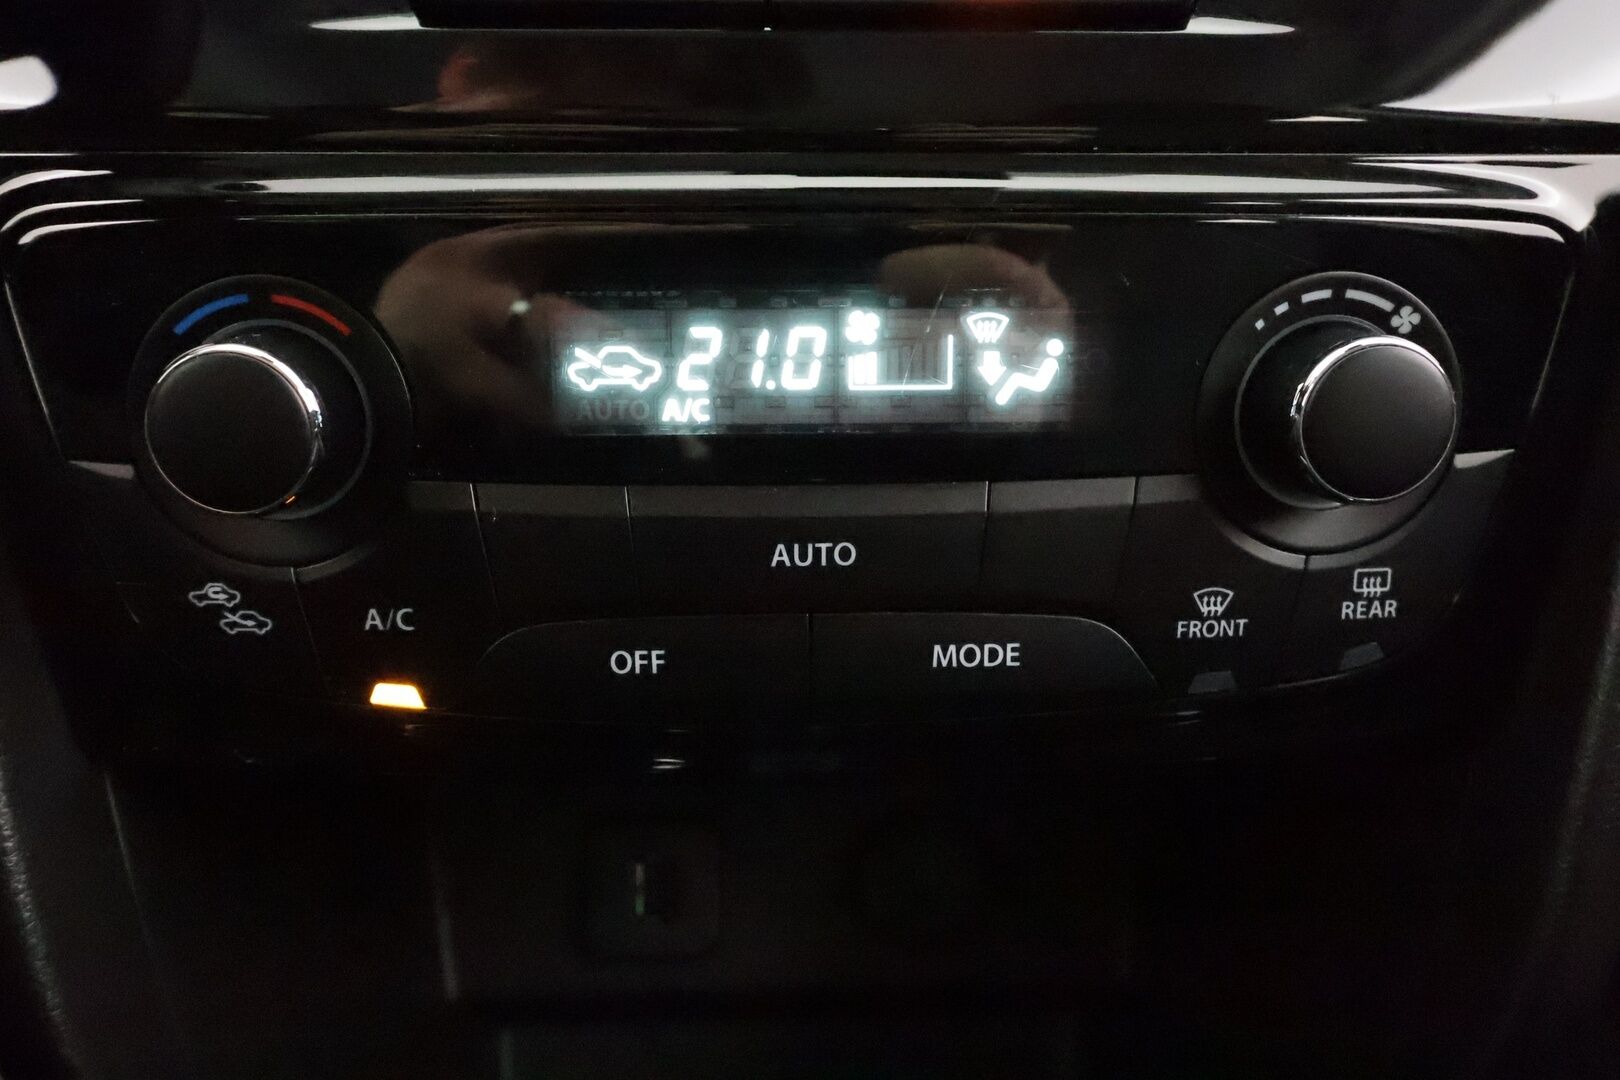 21.0
AUTO A/C
AUTO
A/C
OFF
MODE
FRONT
REAR